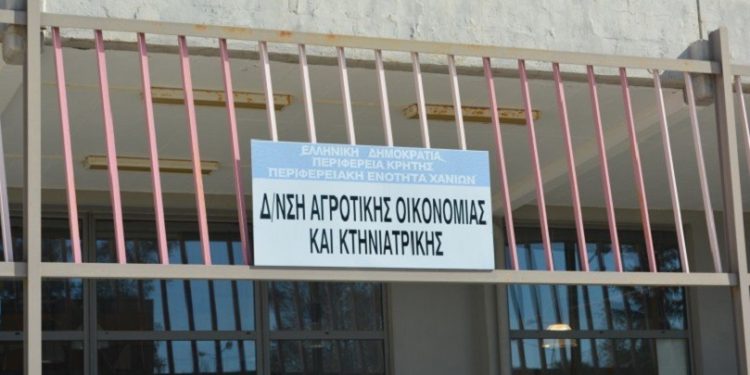 ΕΛΛΗΝΙΚΗ ΔΗΜΟΚΡΑΤΙΑ
ΠΕΡΙΦΕΡΕΙΑ ΚΡΗΤΗΣ
ΠΕΡΙΦΕΡΕΙΑΚΗ ΕΝΟΤΗΤΑ ΧΑΝΙΩΝ
Δ/ΝΣΗ ΑΓΡΟΤΙΚΗΣ ΟΙΚΟΝΟΜΙΑΣ
ΚΑΙ ΚΤΗΝΙΑΤΡΙΚΗΣ